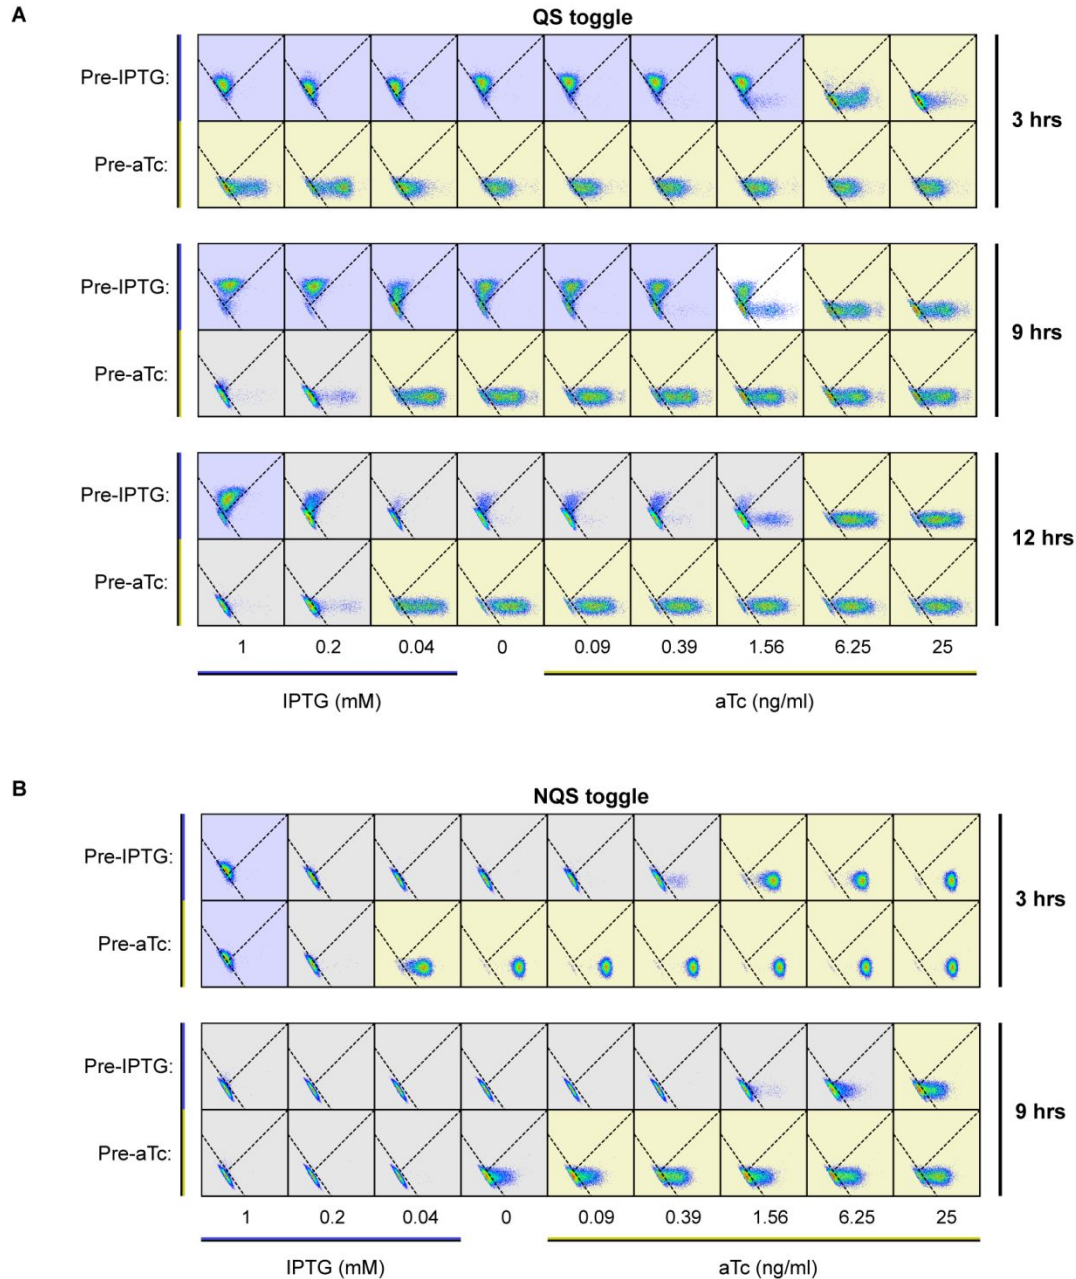 A
QS toggle
Pre-IPTG:
Pre-aTc:
3 hrs
Pre-IPTG:
Pre-aTc:
9 hrs
Pre-IPTG:
Pre-aTc:
12 hrs
1 0.2 0.04 0 0.09 0.39 1.56 6.25 25
IPTG (mM) aTc (ng/ml)
B
NQS toggle
Pre-IPTG:
Pre-aTc:
3 hrs
Pre-IPTG:
Pre-aTc:
9 hrs
1 0.2 0.04 0 0.09 0.39 1.56 6.25 25
IPTG (mM) aTc (ng/ml)